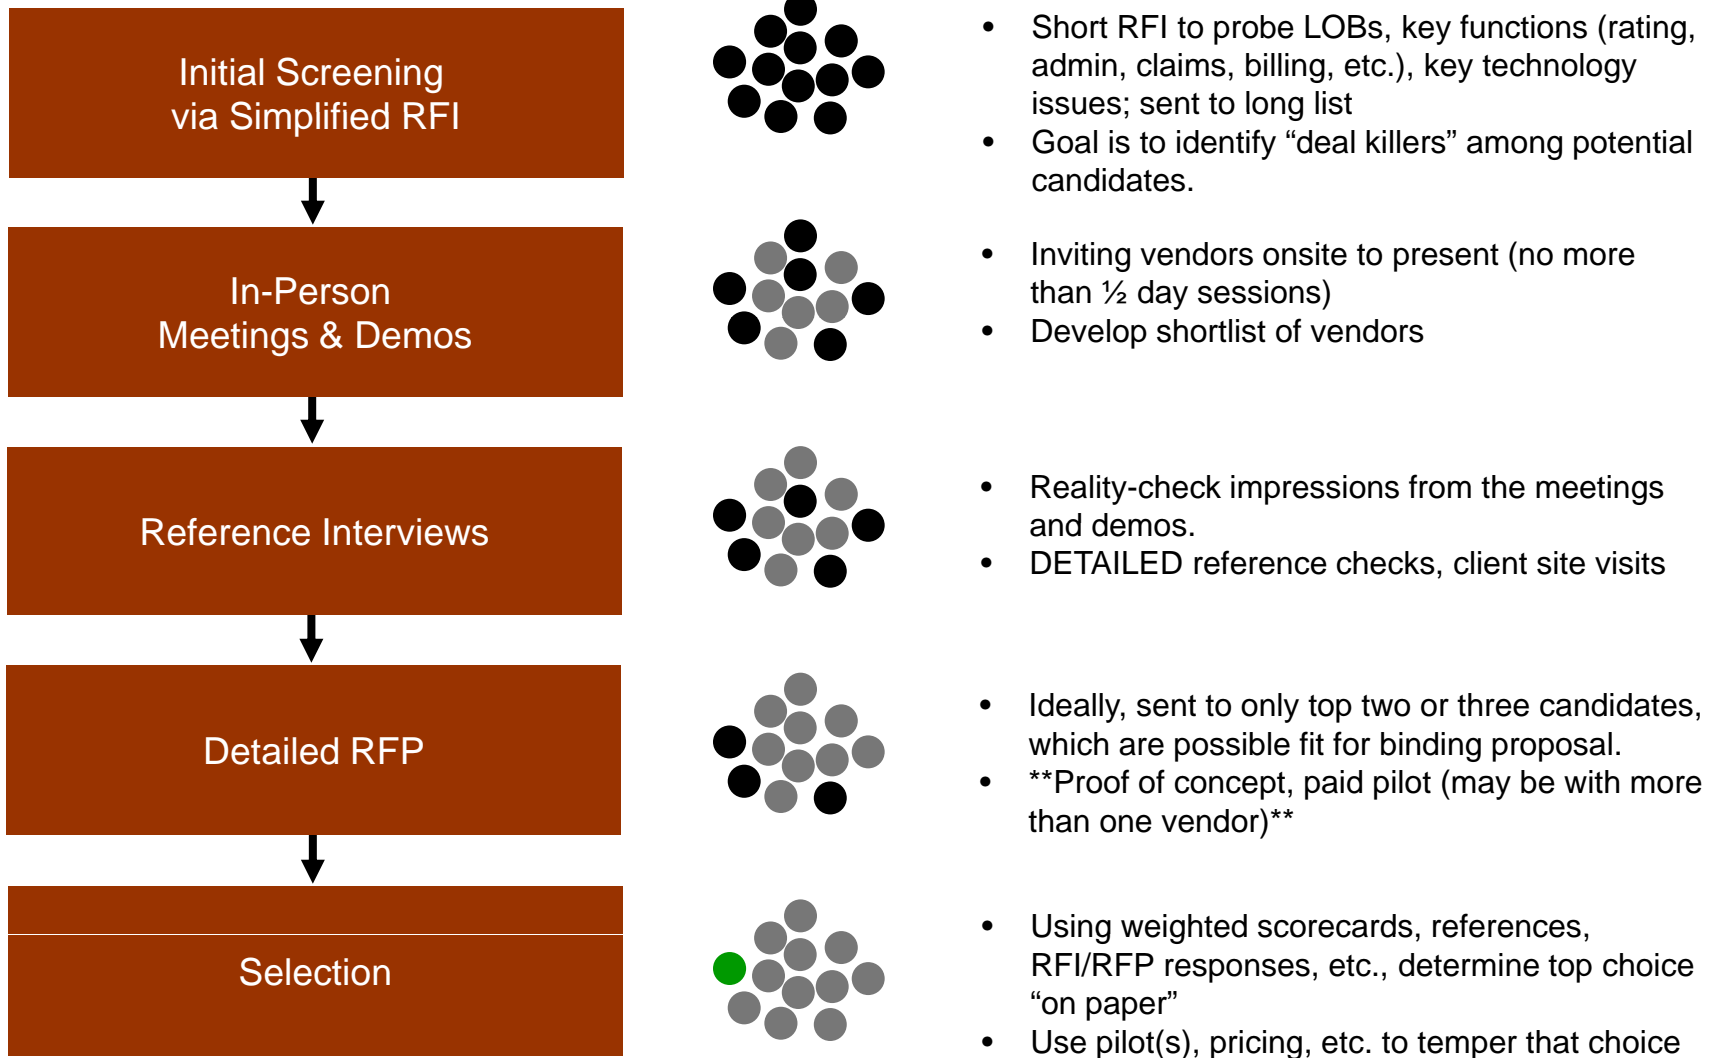 Initial Screening
via Simplified RFI
• Short RFI to probe LOBs, key functions (rating,
admin, claims, billing, etc.), key technology
issues; sent to long list
• Goal is to identify “deal killers” among potential
candidates.
In-Person
Meetings & Demos
• Inviting vendors onsite to present (no more
than ½ day sessions)
• Develop shortlist of vendors
Reference Interviews
• Reality-check impressions from the meetings
and demos.
• DETAILED reference checks, client site visits
Detailed RFP
• Ideally, sent to only top two or three candidates,
which are possible fit for binding proposal.
• **Proof of concept, paid pilot (may be with more
than one vendor)**
Selection
• Using weighted scorecards, references,
RFI/RFP responses, etc., determine top choice
“on paper”
• Use pilot(s), pricing, etc. to temper that choice